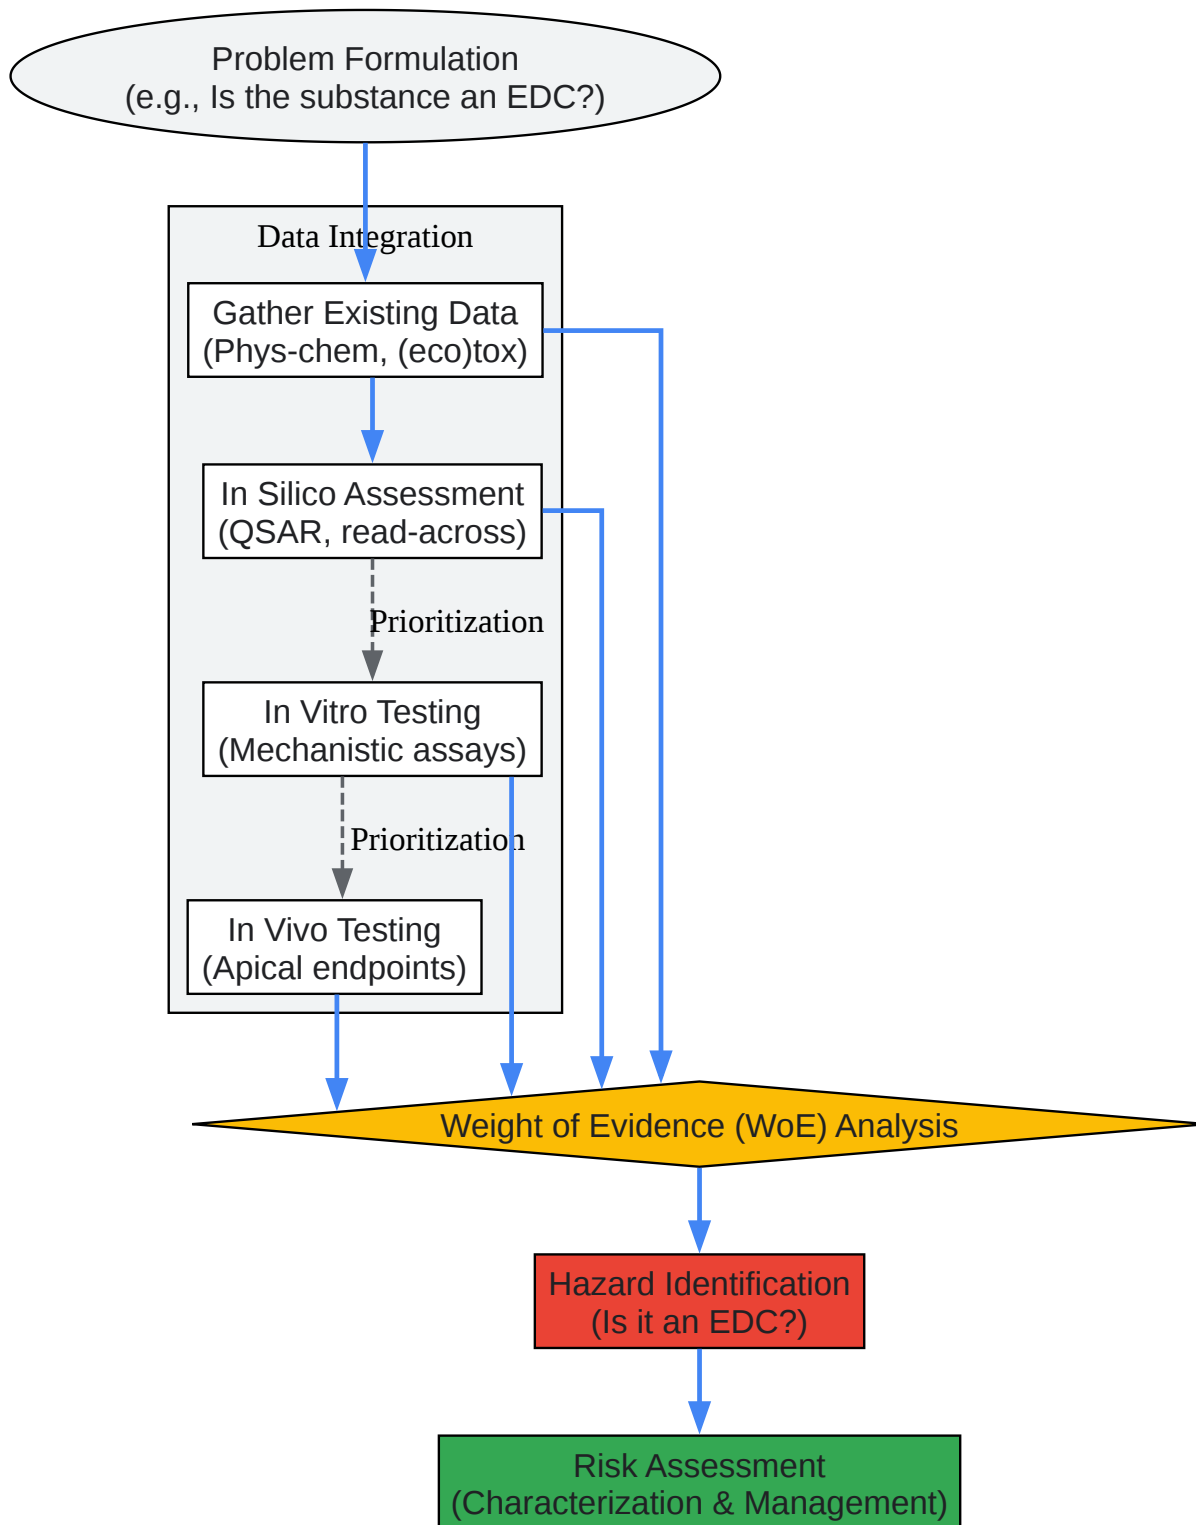 Problem Formulation
(e.g., Is the substance an EDC?)
Data Integration
Gather Existing Data
(Phys-chem, (eco)tox)
In Silico Assessment
(QSAR, read-across)
Prioritization
In Vitro Testing
(Mechanistic assays)
Prioritization
In Vivo Testing
(Apical endpoints)
Weight of Evidence (WoE) Analysis
Hazard Identification
(Is it an EDC?)
Risk Assessment
(Characterization & Management)